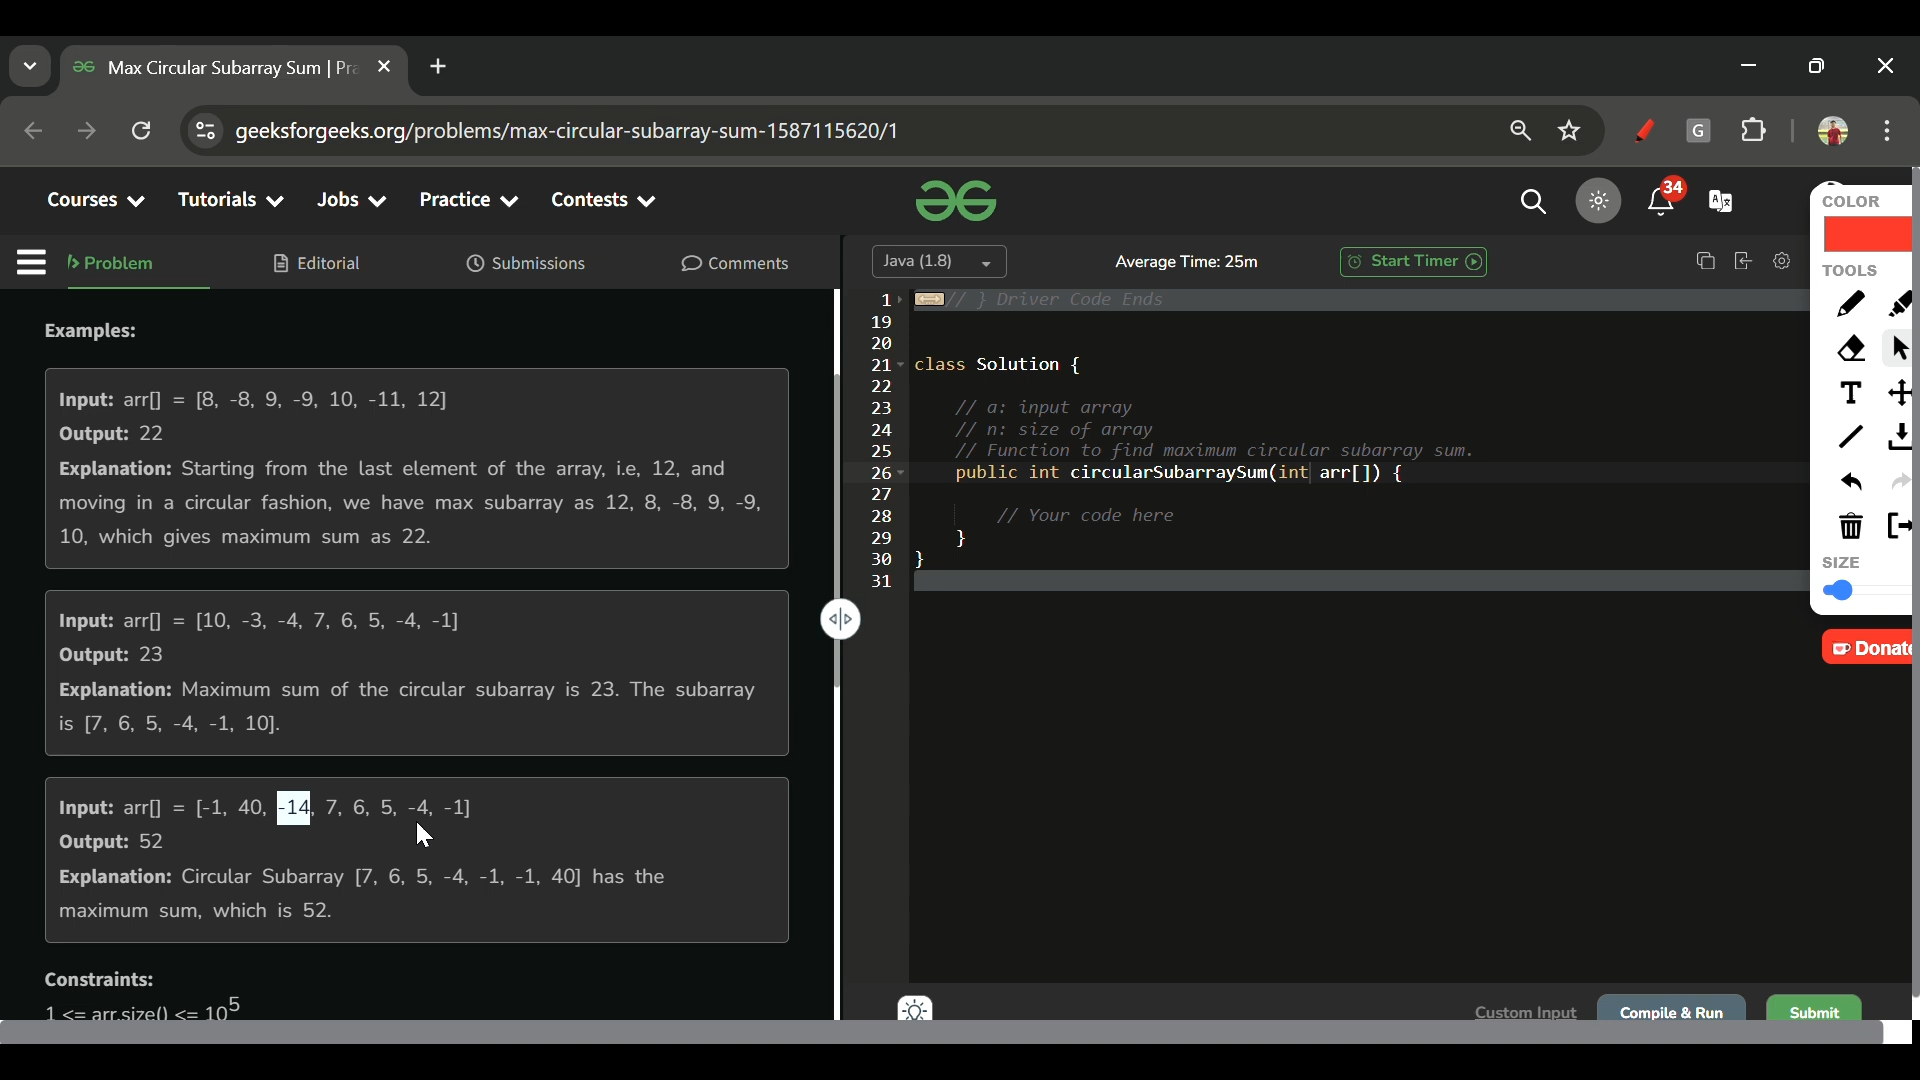 Max Circular Subarray Sum | Pra
geeksforgeeks.org/problems/max-circular-subarray-sum-1587115620/1
G
Courses Tutorials Jobs Practice Contests
34
Problem Editorial Submissions Comments
Java (1.8) Average Time: 25m Start Timer
Examples:
Input: arr[] = [8, -8, 9, -9, 10, -11, 12]
Output: 22
Explanation: Starting from the last element of the array, i.e, 12, and
moving in a circular fashion, we have max subarray as 12, 8, -8, 9, -9,
10, which gives maximum sum as 22.
Input: arr[] = [10, -3, -4, 7, 6, 5, -4, -1]
Output: 23
Explanation: Maximum sum of the circular subarray is 23. The subarray
is [7, 6, 5, -4, -1, 10].
Input: arr[] = [-1, 40, -14, 7, 6, 5, -4, -1]
Output: 52
Explanation: Circular Subarray [7, 6, 5, -4, -1, -1, 40] has the
maximum sum, which is 52.
Constraints:
1 <= arr.size() <= 10^5
1 // } Driver Code Ends
19
20
21 class Solution {
22
23 // a: input array
24 // n: size of array
25 // Function to find maximum circular subarray sum.
26 public int circularSubarraySum(int arr[]) {
27
28 // Your code here
29 }
30 }
31
Custom Input Compile & Run Submit
COLOR
TOOLS
T
SIZE
Donate